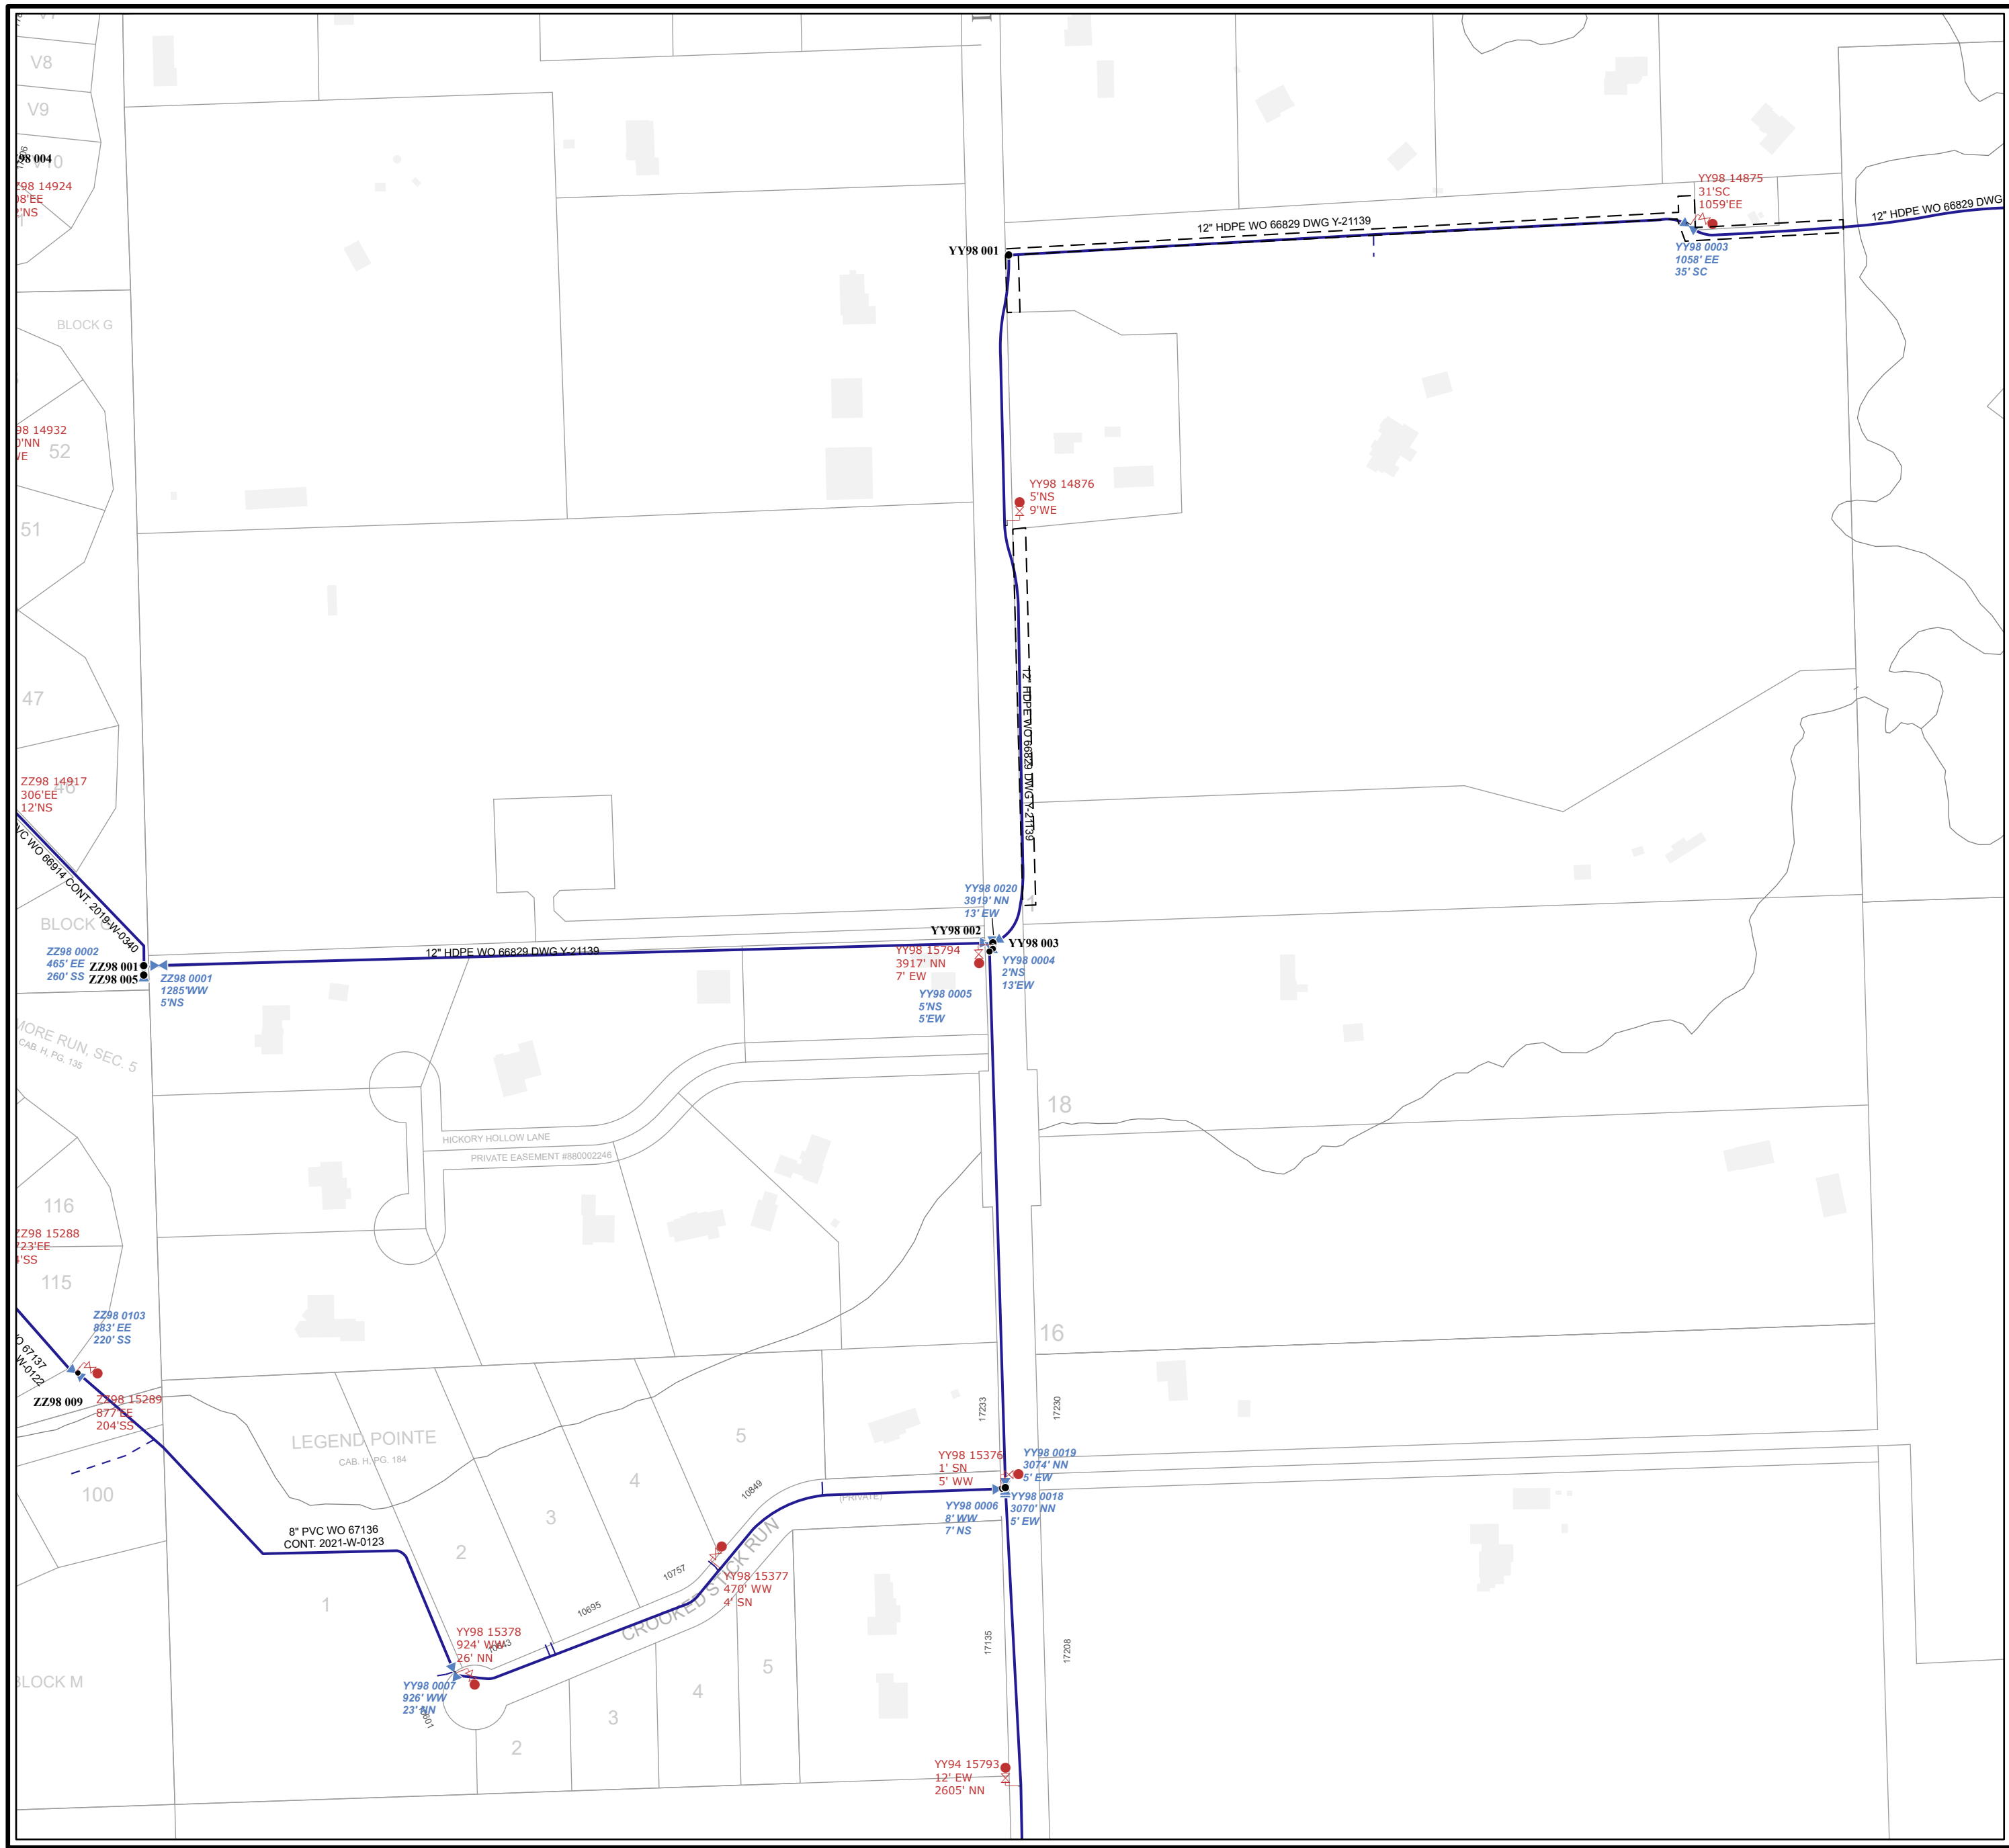 V8
V9
V10
98 004
Z98 14924
08'EE
2'NS
BLOCK G
98 14932
0'NN
WE
52
51
47
46
ZZ98 14917
306'EE
12'NS
VC WO 66914 CONT. 2019-W-0340
ZZ98 0002
465' EE
260' SS
ZZ98 001
ZZ98 005
ZZ98 0001
1285'WW
5'NS
12" HDPE WO 66829 DWG Y-21139
MORE RUN, SEC. 5
CAB. H, PG. 135
YY98 001
12" HDPE WO 66829 DWG Y-21139
YY98 14875
31'SC
1059'EE
YY98 0003
1058' EE
35' SC
12" HDPE WO 66829 DWG
YY98 14876
5'NS
9'WE
12" HDPE WO 66829 DWG Y-21139
YY98 0020
3919' NN
13' EW
YY98 002
YY98 003
YY98 15794
3917' NN
7' EW
YY98 0004
2'NS
13'EW
YY98 0005
5'NS
5'EW
18
HICKORY HOLLOW LANE
PRIVATE EASEMENT #880002246
116
ZZ98 15288
723'EE
4'SS
115
ZZ98 0103
883' EE
220' SS
O 67137
W-0122
ZZ98 009
ZZ98 15289
877'EE
204'SS
16
17233
17230
LEGEND POINTE
CAB. H, PG. 184
5
4
3
2
1
100
8" PVC WO 67136
CONT. 2021-W-0123
YY98 15376
1' SN
5' WW
YY98 0019
3074' NN
5' EW
YY98 0006
8' WW
7' NS
YY98 0018
3070' NN
5' EW
(PRIVATE)
10849
10757
10695
10643
CROOKED STICK RUN
YY98 15377
470' WW
4' SN
YY98 15378
924' WW
26' NN
YY98 0007
926' WW
23' NN
BLOCK M
2
3
4
5
17135
17208
YY94 15793
12' EW
2605' NN